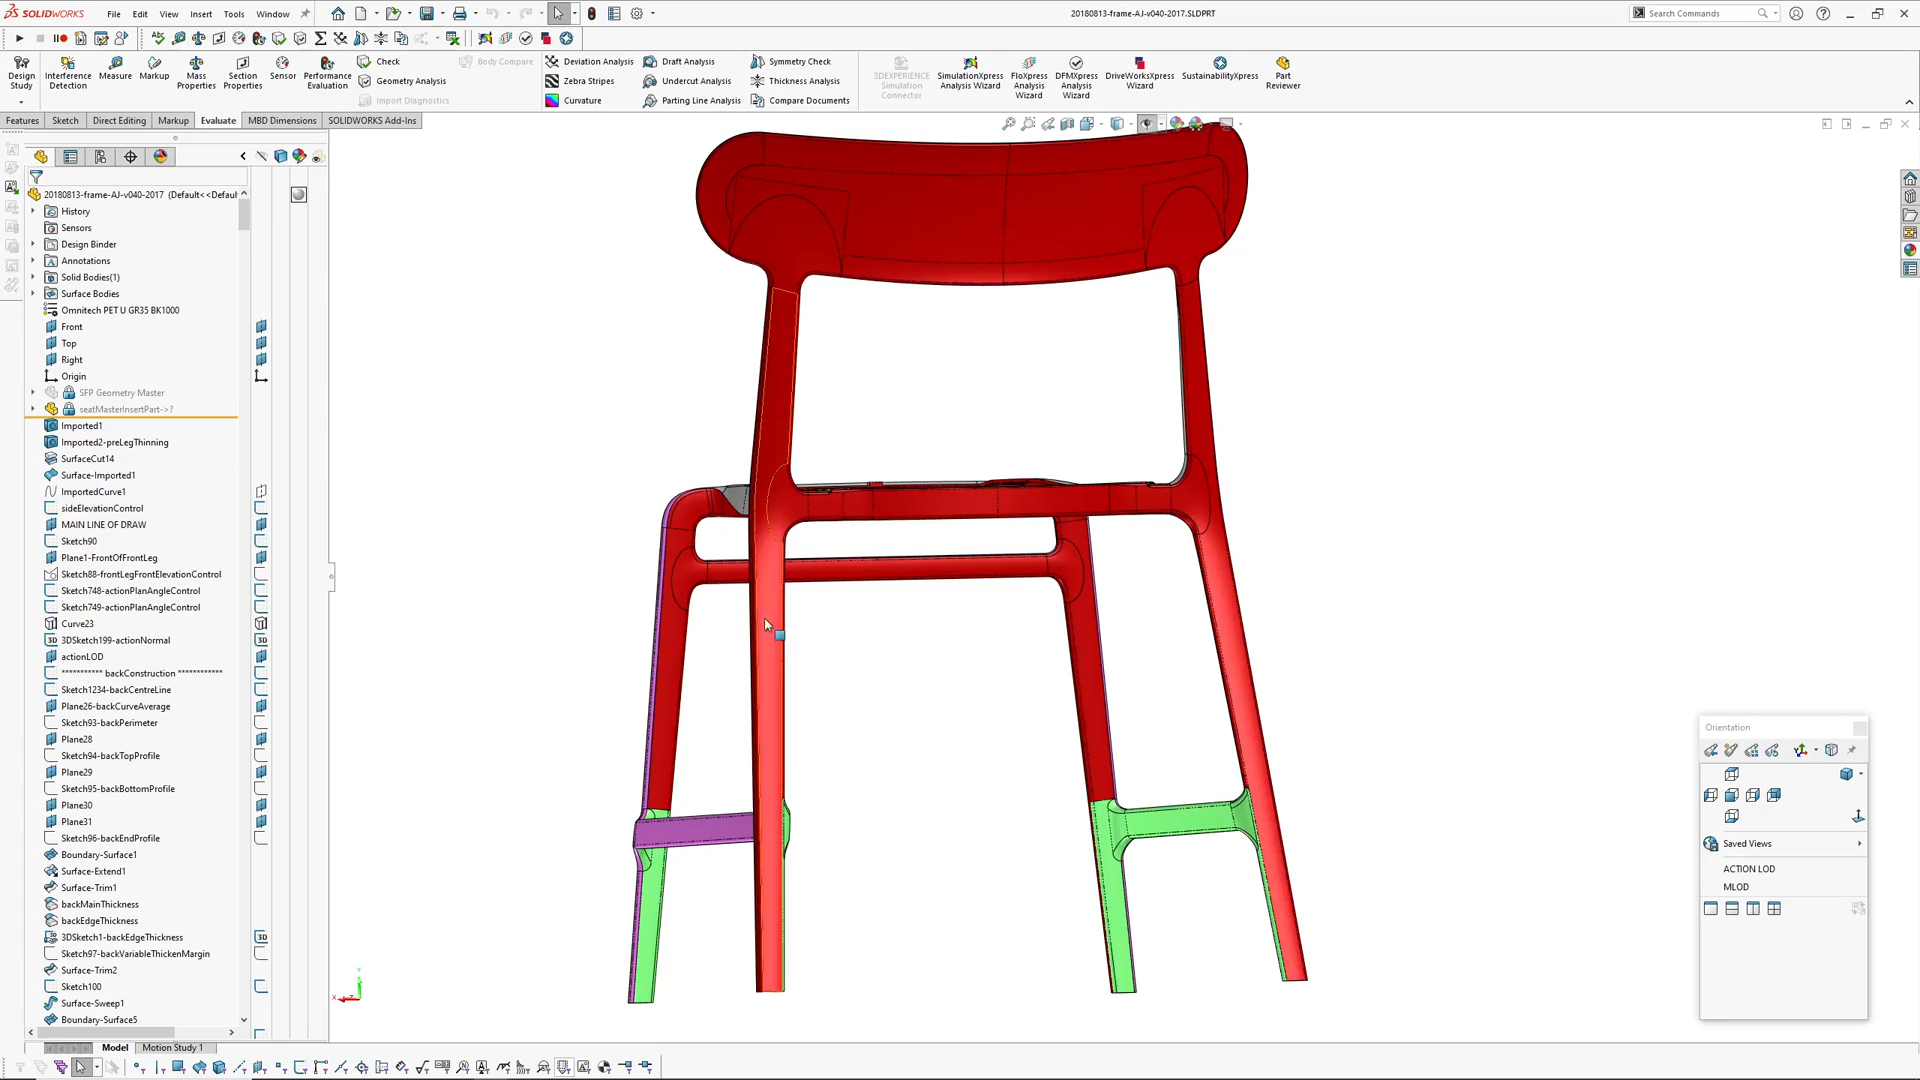 SOLIDWORKS File Edit View Insert Tools Window
20180813-frame-AJ-v040-2017.SLDPRT
Search Commands
Design Study
Interference Detection
Measure
Markup
Mass Properties
Section Properties
Sensor
Performance Evaluation
Check
Geometry Analysis
Import Diagnostics
Body Compare
Deviation Analysis
Zebra Stripes
Curvature
Draft Analysis
Undercut Analysis
Parting Line Analysis
Symmetry Check
Thickness Analysis
Compare Documents
3DEXPERIENCE Simulation Connector
SimulationXpress Analysis Wizard
FloXpress Analysis Wizard
DFMXpress Analysis Wizard
DriveWorksXpress Wizard
SustainabilityXpress
Part Reviewer
Features Sketch Direct Editing Markup Evaluate MBD Dimensions SOLIDWORKS Add-Ins
20180813-frame-AJ-v040-2017 (Default<<Defaul
History
Sensors
Design Binder
Annotations
Solid Bodies(1)
Surface Bodies
Omnitech PET U GR35 BK1000
Front
Top
Right
Origin
SFP Geometry Master
seatMasterInsertPart->?
Imported1
Imported2-preLegThinning
SurfaceCut14
Surface-Imported1
ImportedCurve1
sideElevationControl
MAIN LINE OF DRAW
Sketch90
Plane1-FrontOfFrontLeg
Sketch88-frontLegFrontElevationControl
Sketch748-actionPlanAngleControl
Sketch749-actionPlanAngleControl
Curve23
3DSketch199-actionNormal
actionLOD
*********** backConstruction ************
Sketch1234-backCentreLine
Plane26-backCurveAverage
Sketch93-backPerimeter
Plane28
Sketch94-backTopProfile
Plane29
Sketch95-backBottomProfile
Plane30
Plane31
Sketch96-backEndProfile
Boundary-Surface1
Surface-Extend1
Surface-Trim1
backMainThickness
backEdgeThickness
3DSketch1-backEdgeThickness
Sketch97-backVariableThickenMargin
Surface-Trim2
Sketch100
Surface-Sweep1
Boundary-Surface5
Orientation
Saved Views
ACTION LOD
MLOD
Model Motion Study 1